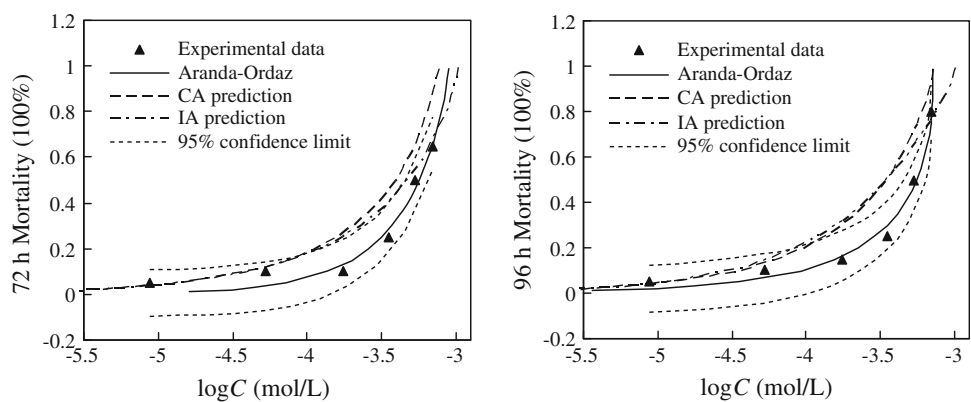 1.2
1
0.8
0.6
0.4
0.2
0
-0.2
72 h Mortality (100%)
Experimental data
Aranda-Ordaz
CA prediction
IA prediction
95% confidence limit
-5.5 -5 -4.5 -4 -3.5 -3
logC (mol/L)
1.2
1
0.8
0.6
0.4
0.2
0
-0.2
96 h Mortality (100%)
Experimental data
Aranda-Ordaz
CA prediction
IA prediction
95% confidence limit
-5.5 -5 -4.5 -4 -3.5 -3
logC (mol/L)